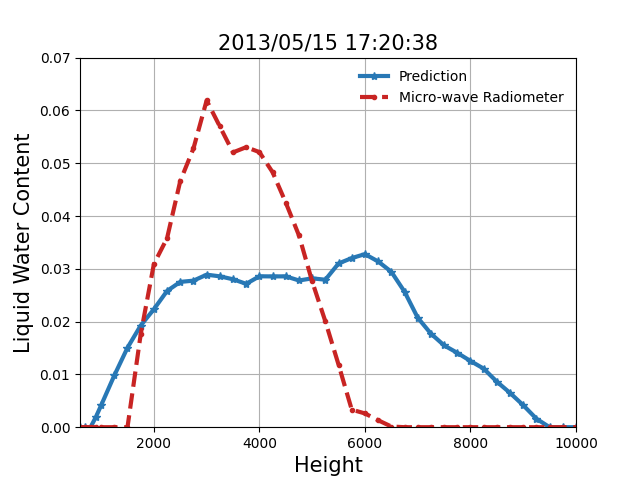 2013/05/15 17:20:38
Liquid Water Content
0.07
0.06
0.05
0.04
0.03
0.02
0.01
0.00
Prediction
Micro-wave Radiometer
2000 4000 6000 8000 10000
Height